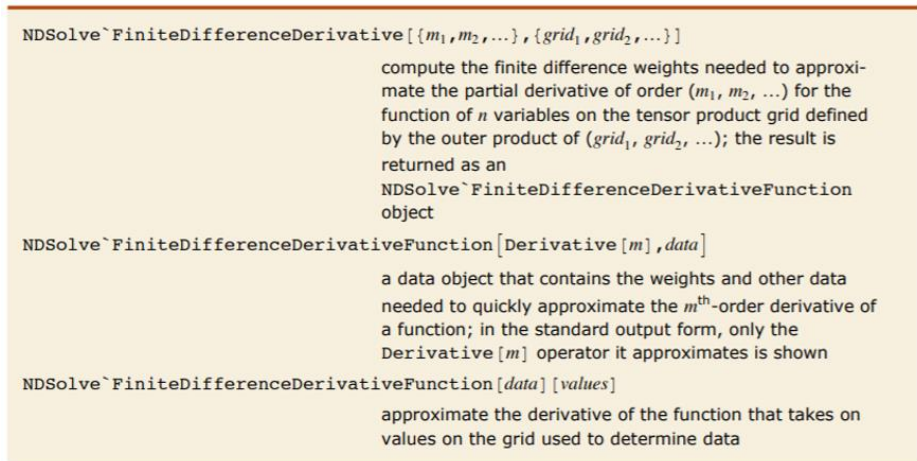 NDSolve`FiniteDifferenceDerivative[{m₁,m₂,…},{grid₁,grid₂,…}]
compute the finite difference weights needed to approxi-
mate the partial derivative of order (m₁, m₂, …) for the
function of n variables on the tensor product grid defined
by the outer product of (grid₁, grid₂, …); the result is
returned as an
NDSolve`FiniteDifferenceDerivativeFunction
object
NDSolve`FiniteDifferenceDerivativeFunction[Derivative[m],data]
a data object that contains the weights and other data
needed to quickly approximate the mᵗʰ-order derivative of
a function; in the standard output form, only the
Derivative[m] operator it approximates is shown
NDSolve`FiniteDifferenceDerivativeFunction[data][values]
approximate the derivative of the function that takes on
values on the grid used to determine data